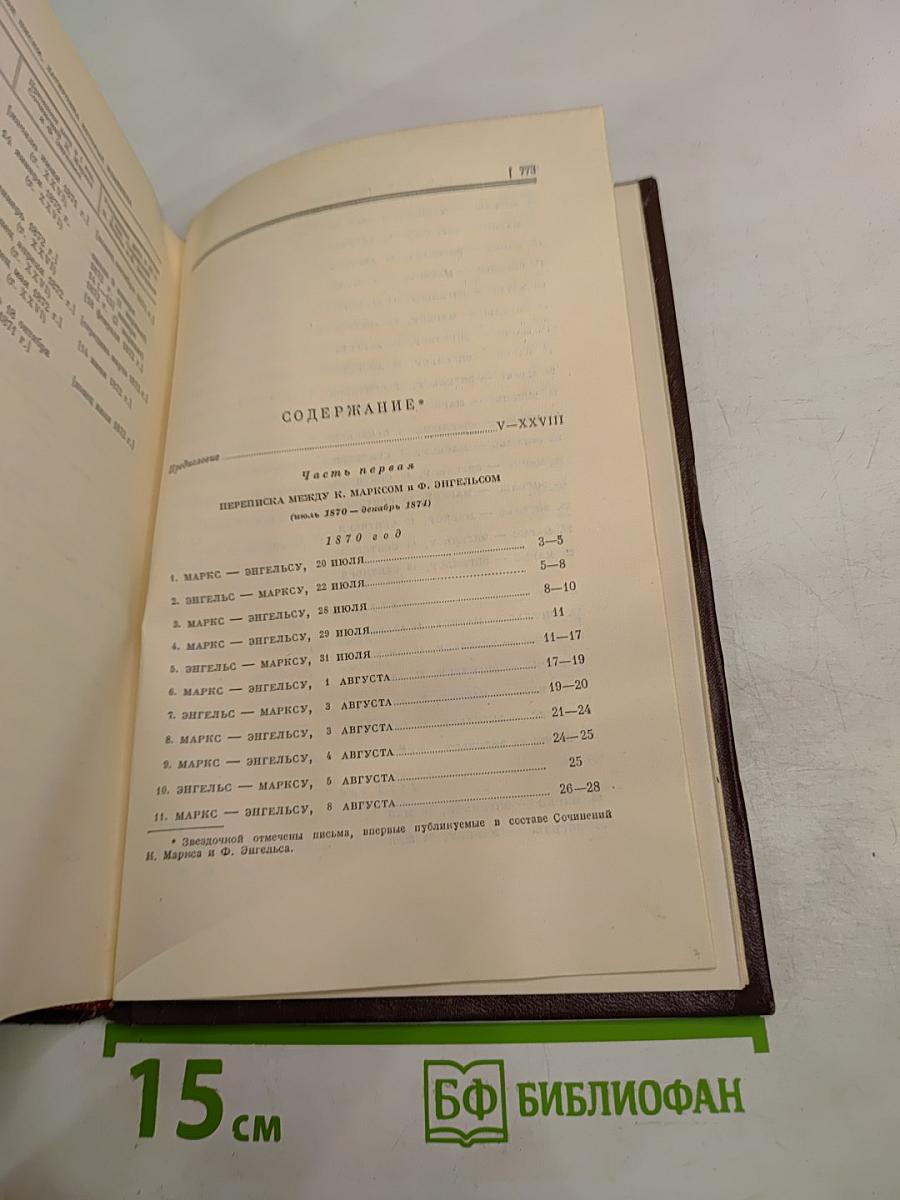 [ 773
СОДЕРЖАНИЕ*
Предисловие V—XXVIII
Часть первая
ПЕРЕПИСКА МЕЖДУ К. МАРКСОМ и Ф. ЭНГЕЛЬСОМ
(июль 1870 — декабрь 1874)
1870 год
1. МАРКС — ЭНГЕЛЬСУ, 20 ИЮЛЯ 3—5
2. ЭНГЕЛЬС — МАРКСУ, 22 ИЮЛЯ 5—8
3. МАРКС — ЭНГЕЛЬСУ, 28 ИЮЛЯ 8—10
4. МАРКС — ЭНГЕЛЬСУ, 29 ИЮЛЯ 11
5. ЭНГЕЛЬС — МАРКСУ, 31 ИЮЛЯ 11—17
6. МАРКС — ЭНГЕЛЬСУ, 1 АВГУСТА 17—19
7. ЭНГЕЛЬС — МАРКСУ, 3 АВГУСТА 19—20
8. МАРКС — ЭНГЕЛЬСУ, 3 АВГУСТА 21—24
9. МАРКС — ЭНГЕЛЬСУ, 4 АВГУСТА 24—25
10. ЭНГЕЛЬС — МАРКСУ, 5 АВГУСТА 25
11. МАРКС — ЭНГЕЛЬСУ, 8 АВГУСТА 26—28
* Звездочкой отмечены письма, впервые публикуемые в составе Сочинений
К. Маркса и Ф. Энгельса.
15 см
БФ БИБЛИОФАН